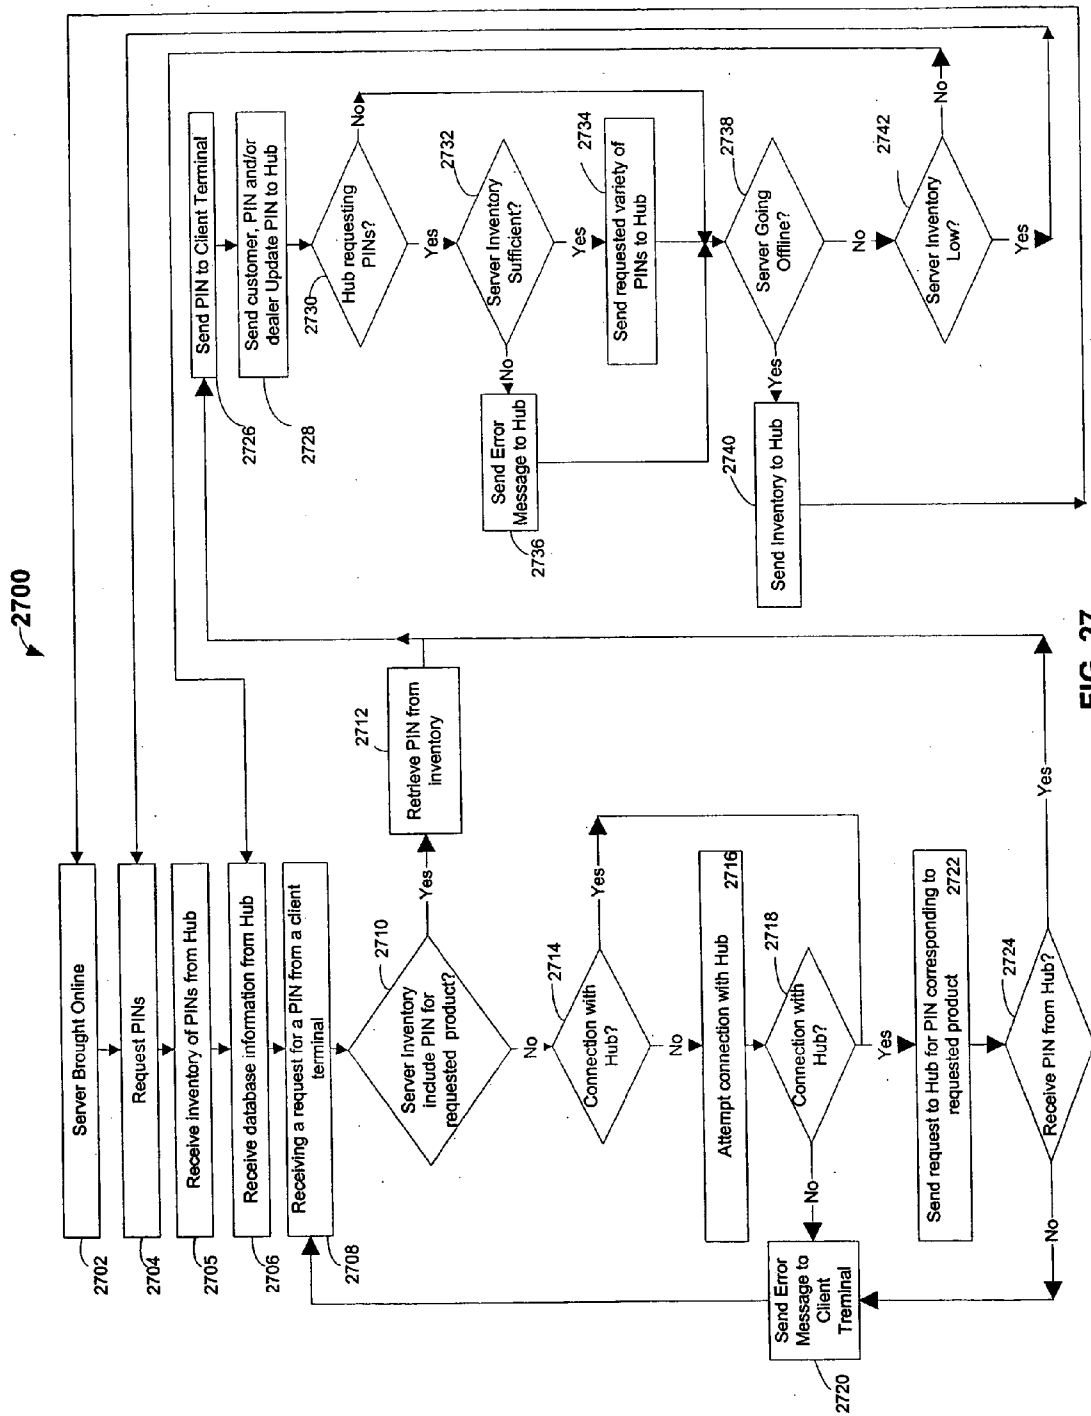 2700
Server Brought Online
2702
Request PINs
2704
Receive Inventory of PINs from Hub
2705
Receive database information from Hub
2706
Receiving a request for a PIN from a client
terminal
2708
Server Inventory
include PIN for
requested product?
2710
Yes
Retrieve PIN from
inventory
2712
No
Connection with
Hub?
2714
Yes
No
Attempt connection with Hub
2716
Connection with
Hub?
2718
No
Yes
Send Error
Message to
Client
Treminal
2720
Send request to Hub for PIN corresponding to
requested product
2722
Receive PIN from Hub?
2724
No
Yes
Send PIN to Client Terminal
2726
Send customer, PIN and/or
dealer Update PIN to Hub
2728
Hub requesting
PINs?
2730
No
Yes
Server Inventory
Sufficient?
2732
No
Yes
Send Error
Message to Hub
2736
Send requested variety of
PINs to Hub
2734
Server Going
Offline?
2738
Yes
No
Send Inventory to Hub
2740
Server Inventory
Low?
2742
No
Yes
FIG. 27